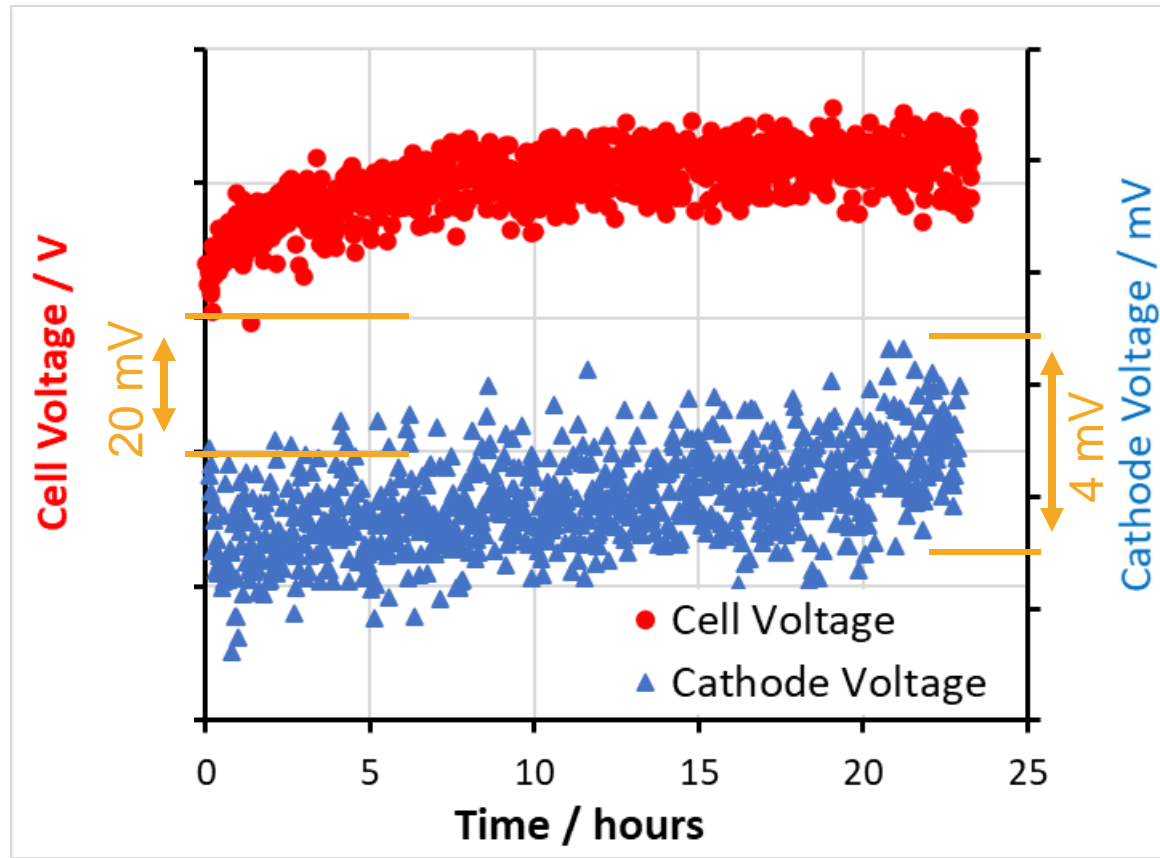 Cell Voltage / V
20 mV
4 mV
Cathode Voltage / mV
Cell Voltage
Cathode Voltage
0 5 10 15 20 25
Time / hours